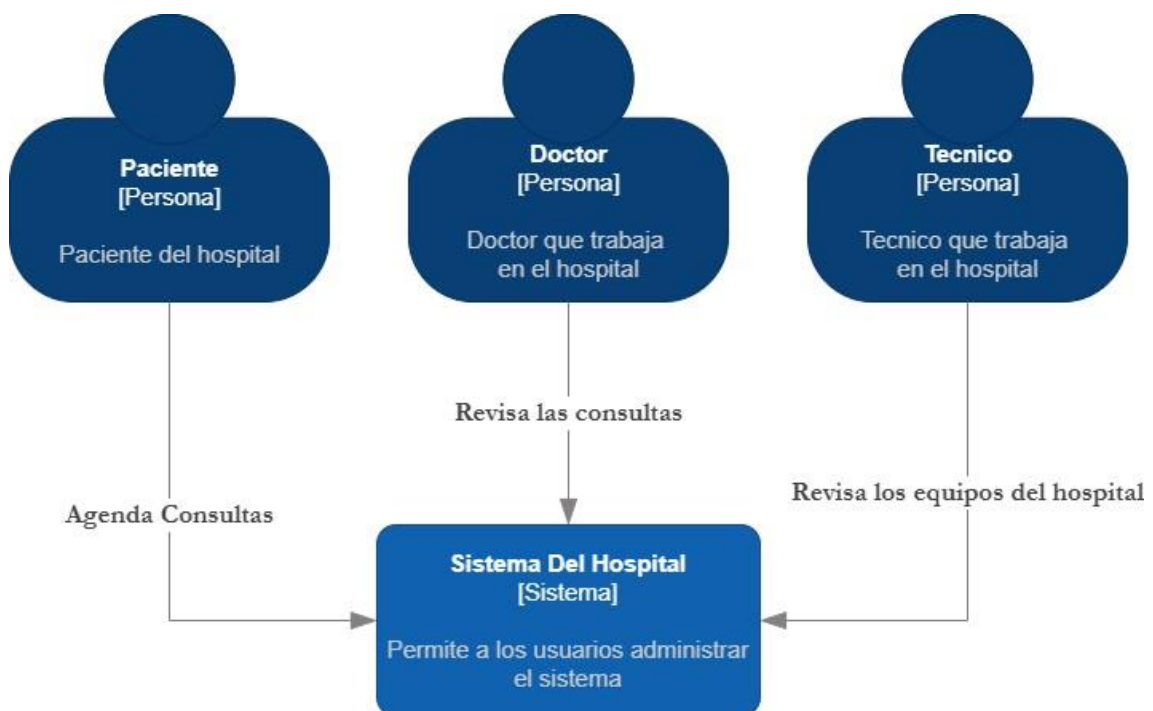 Paciente
[Persona]
Paciente del hospital
Doctor
[Persona]
Doctor que trabaja
en el hospital
Tecnico
[Persona]
Tecnico que trabaja
en el hospital
Revisa las consultas
Revisa los equipos del hospital
Agenda Consultas
Sistema Del Hospital
[Sistema]
Permite a los usuarios administrar
el sistema